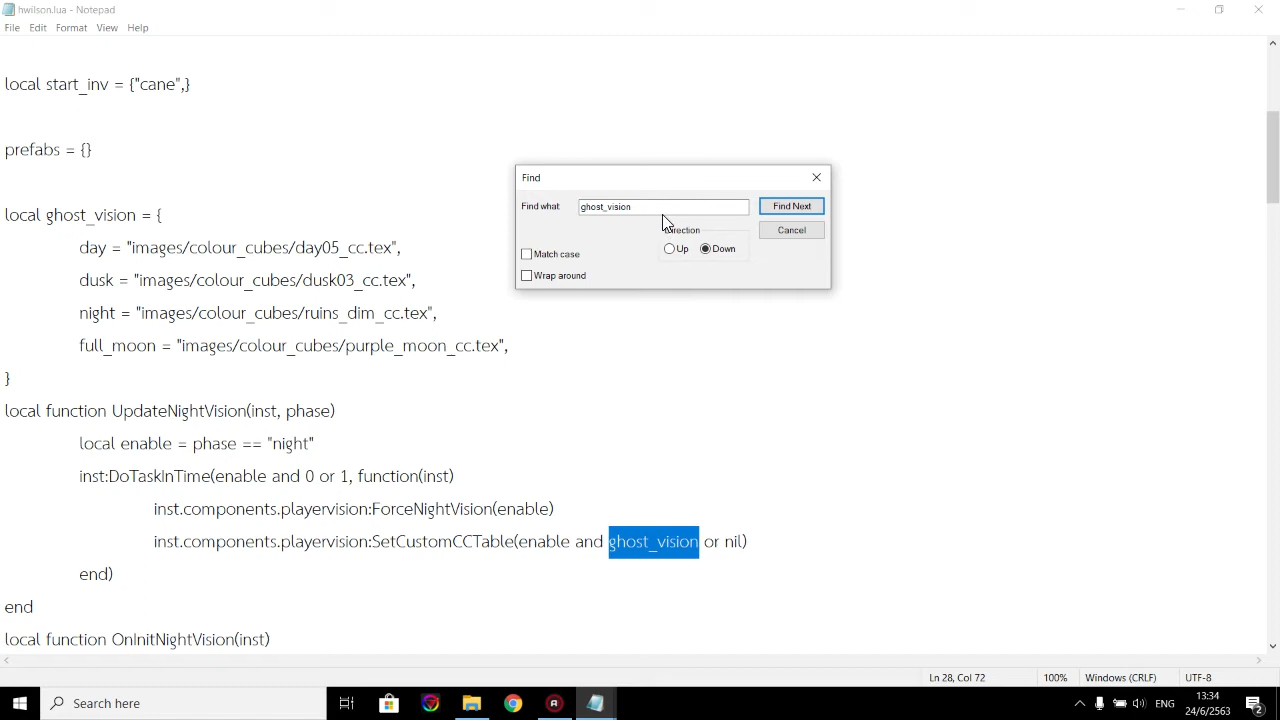 hwilson.lua - Notepad
File Edit Format View Help
local start_inv = {"cane",}
prefabs = {}
local ghost_vision = {
day = "images/colour_cubes/day05_cc.tex",
dusk = "images/colour_cubes/dusk03_cc.tex",
night = "images/colour_cubes/ruins_dim_cc.tex",
full_moon = "images/colour_cubes/purple_moon_cc.tex",
}
local function UpdateNightVision(inst, phase)
local enable = phase == "night"
inst:DoTaskInTime(enable and 0 or 1, function(inst)
inst.components.playervision:ForceNightVision(enable)
inst.components.playervision:SetCustomCCTable(enable and ghost_vision or nil)
end)
end
local function OnInitNightVision(inst)
Find
Find what ghost_vision Find Next
Direction Cancel
Up Down
Match case
Wrap around
Ln 28, Col 72 100% Windows (CRLF) UTF-8
Search here ENG 13:34
24/6/2563 2